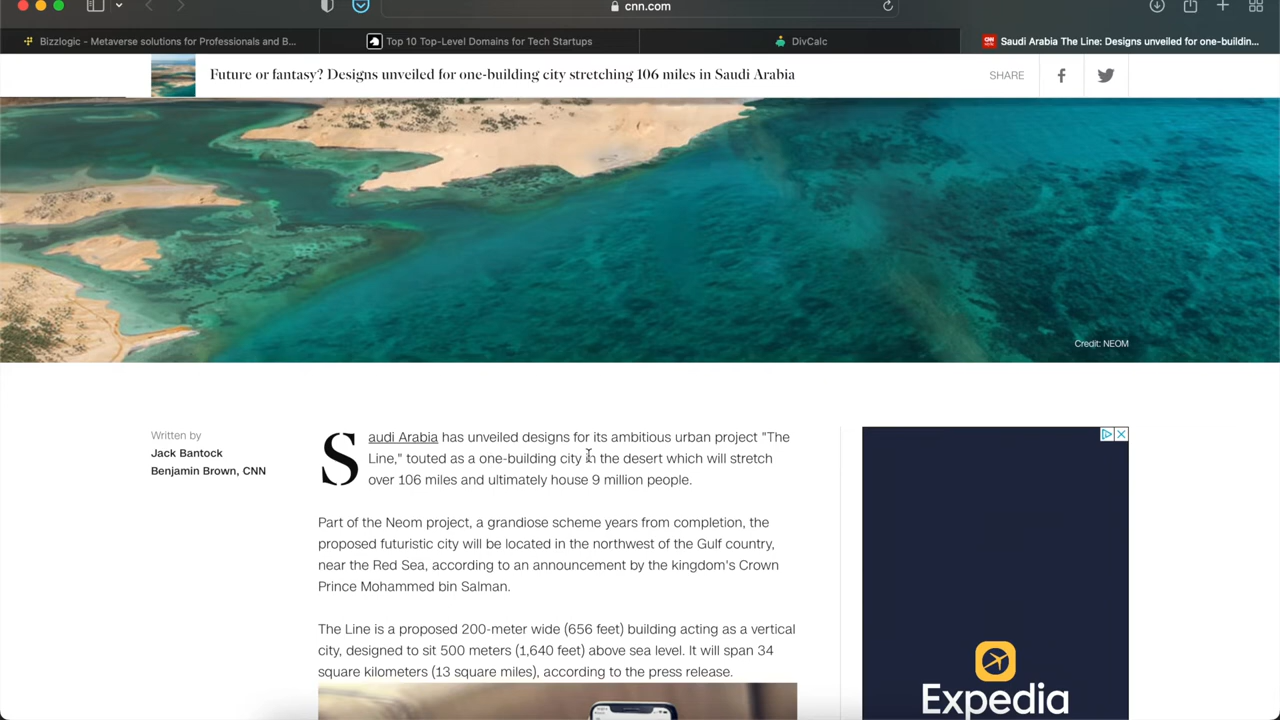 cnn.com
Bizzlogic - Metaverse solutions for Professionals and B...
Top 10 Top-Level Domains for Tech Startups
DivCalc
CNN style
Saudi Arabia The Line: Designs unveiled for one-buildin...
Future or fantasy? Designs unveiled for one-building city stretching 106 miles in Saudi Arabia
SHARE
Credit: NEOM
Written by
Jack Bantock
Benjamin Brown, CNN
Saudi Arabia has unveiled designs for its ambitious urban project "The
Line," touted as a one-building city in the desert which will stretch
over 106 miles and ultimately house 9 million people.
Part of the Neom project, a grandiose scheme years from completion, the
proposed futuristic city will be located in the northwest of the Gulf country,
near the Red Sea, according to an announcement by the kingdom's Crown
Prince Mohammed bin Salman.
The Line is a proposed 200-meter wide (656 feet) building acting as a vertical
city, designed to sit 500 meters (1,640 feet) above sea level. It will span 34
square kilometers (13 square miles), according to the press release.
Expedia